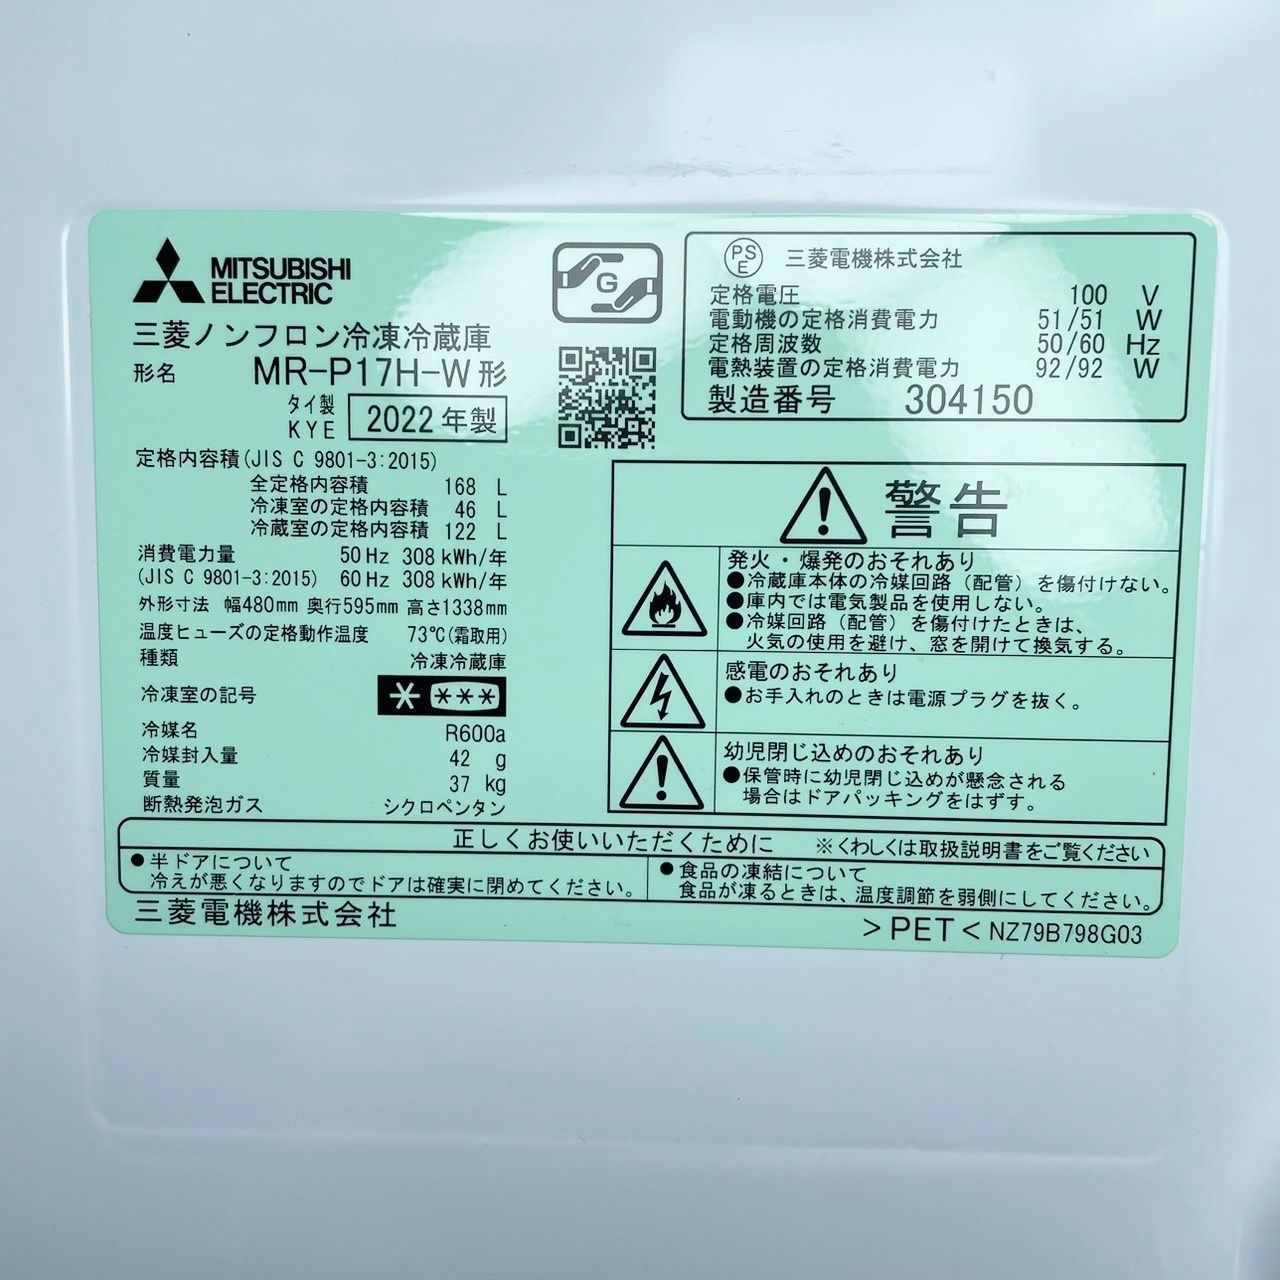 MITSUBISHI
ELECTRIC
三菱ノンフロン冷凍冷蔵庫
形名 MR-P17H-W形
タイ製
KYE 2022年製
定格内容積(JIS C 9801-3:2015)
全定格内容積 168 L
冷凍室の定格内容積 46 L
冷蔵室の定格内容積 122 L
消費電力量 50Hz 308kWh/年
(JIS C 9801-3:2015) 60Hz 308kWh/年
外形寸法 幅480mm 奥行595mm 高さ1338mm
温度ヒューズの定格動作温度 73℃(霜取用)
種類 冷凍冷蔵庫
冷凍室の記号 * ***
冷媒名 R600a
冷媒封入量 42 g
質量 37 kg
断熱発泡ガス シクロペンタン
G
PS
E 三菱電機株式会社
定格電圧 100 V
電動機の定格消費電力 51/51 W
定格周波数 50/60 Hz
電熱装置の定格消費電力 92/92 W
製造番号 304150
警告
発火・爆発のおそれあり
●冷蔵庫本体の冷媒回路(配管)を傷付けない。
●庫内では電気製品を使用しない。
●冷媒回路(配管)を傷付けたときは、
火気の使用を避け、窓を開けて換気する。
感電のおそれあり
●お手入れのときは電源プラグを抜く。
幼児閉じ込めのおそれあり
●保管時に幼児閉じ込めが懸念される
場合はドアパッキングをはずす。
正しくお使いいただくために ※くわしくは取扱説明書をご覧ください
●半ドアについて
冷えが悪くなりますのでドアは確実に閉めてください。
●食品の凍結について
食品が凍るときは、温度調節を弱側にしてください。
三菱電機株式会社
>PET< NZ79B798G03